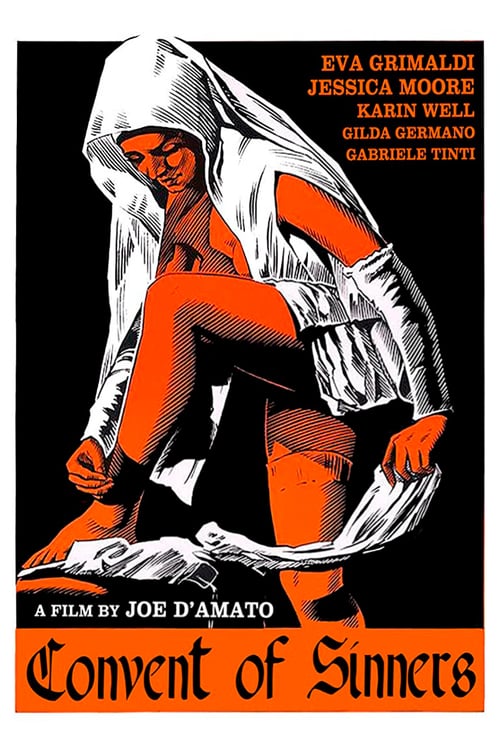 EVA GRIMALDI
JESSICA MOORE
KARIN WELL
GILDA GERMANO
GABRIELE TINTI
A FILM BY JOE D'AMATO
Convent of Sinners